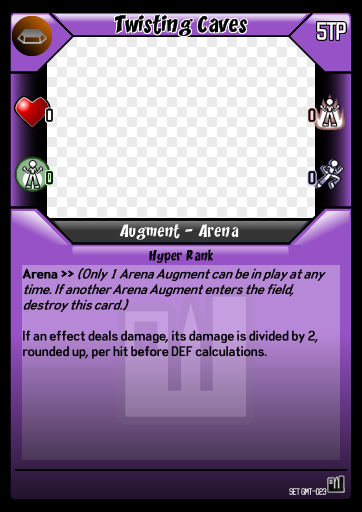 Twisting Caves
5TP
0
0
0
0
Augment - Arena
Hyper Rank
Arena >> (Only 1 Arena Augment can be in play at any
time. If another Arena Augment enters the field,
destroy this card.)
If an effect deals damage, its damage is divided by 2,
rounded up, per hit before DEF calculations.
SET GMT-023